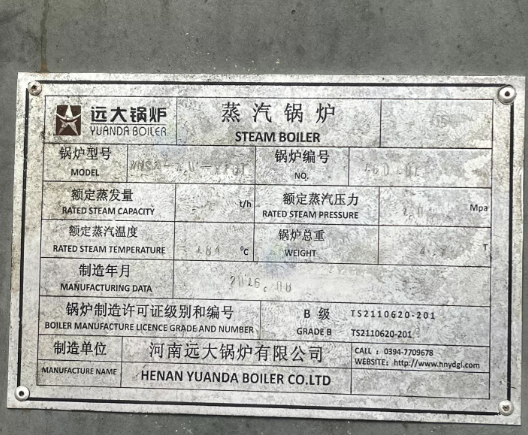 远大锅炉
YUANDA BOILER
蒸汽锅炉
STEAM BOILER
锅炉型号
MODEL
锅炉编号
NO.
额定蒸发量
RATED STEAM CAPACITY
t/h
额定蒸汽压力
RATED STEAM PRESSURE
Mpa
额定蒸汽温度
RATED STEAM TEMPERATURE
℃
锅炉总重
WEIGHT
T
制造年月
MANUFACTURING DATA
锅炉制造许可证级别和编号
BOILER MANUFACTURE LICENCE GRADE AND NUMBER
B 级 TS2110620-201
GRADE B TS2110620-201
制造单位
MANUFACTURE NAME
河南远大锅炉有限公司
HENAN YUANDA BOILER CO.LTD
CALL : 0394-7709678
WEBSITE: http://www.hnydgl.com